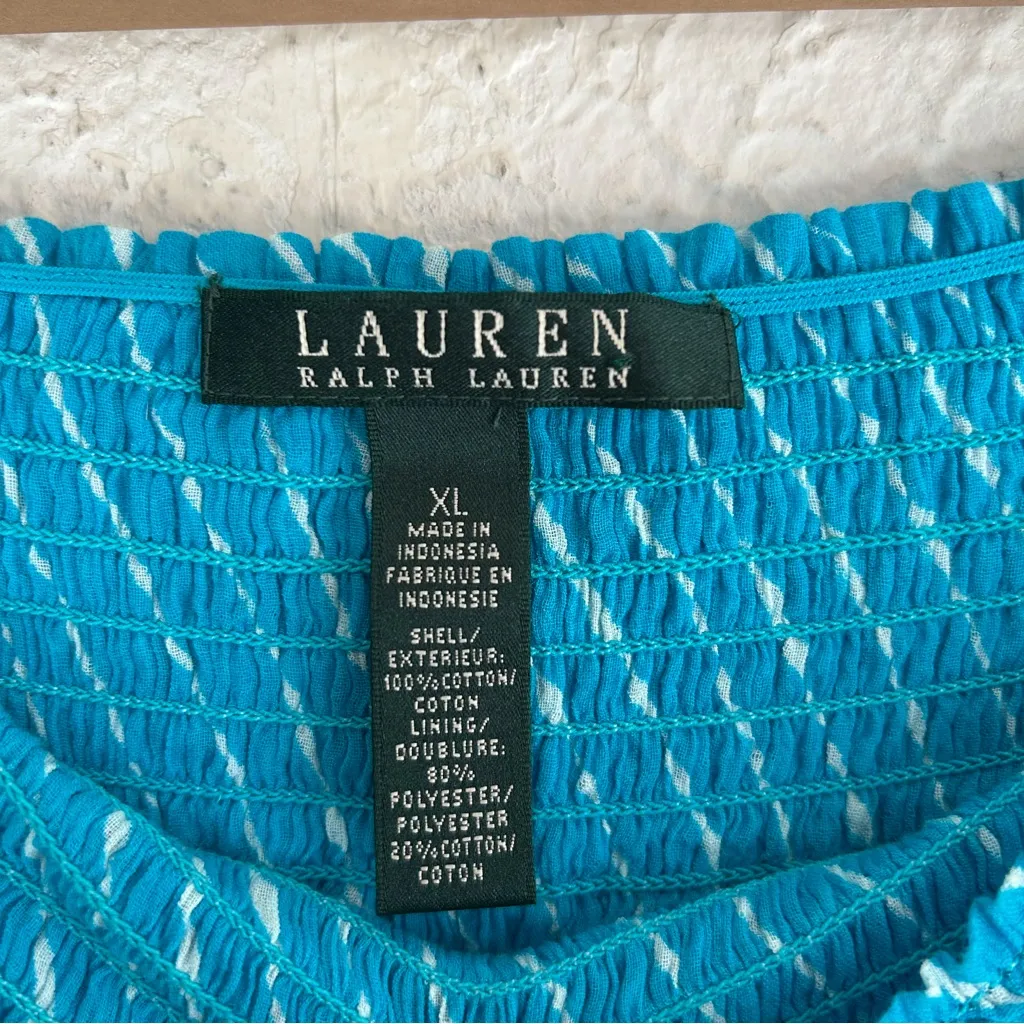 LAUREN
RALPH LAUREN
XL
MADE IN
INDONESIA
FABRIQUE EN
INDONESIE
SHELL/
EXTERIEUR:
100% COTTON/
COTON
LINING/
DOUBLURE:
80%
POLYESTER/
POLYESTER
20% COTTON/
COTON